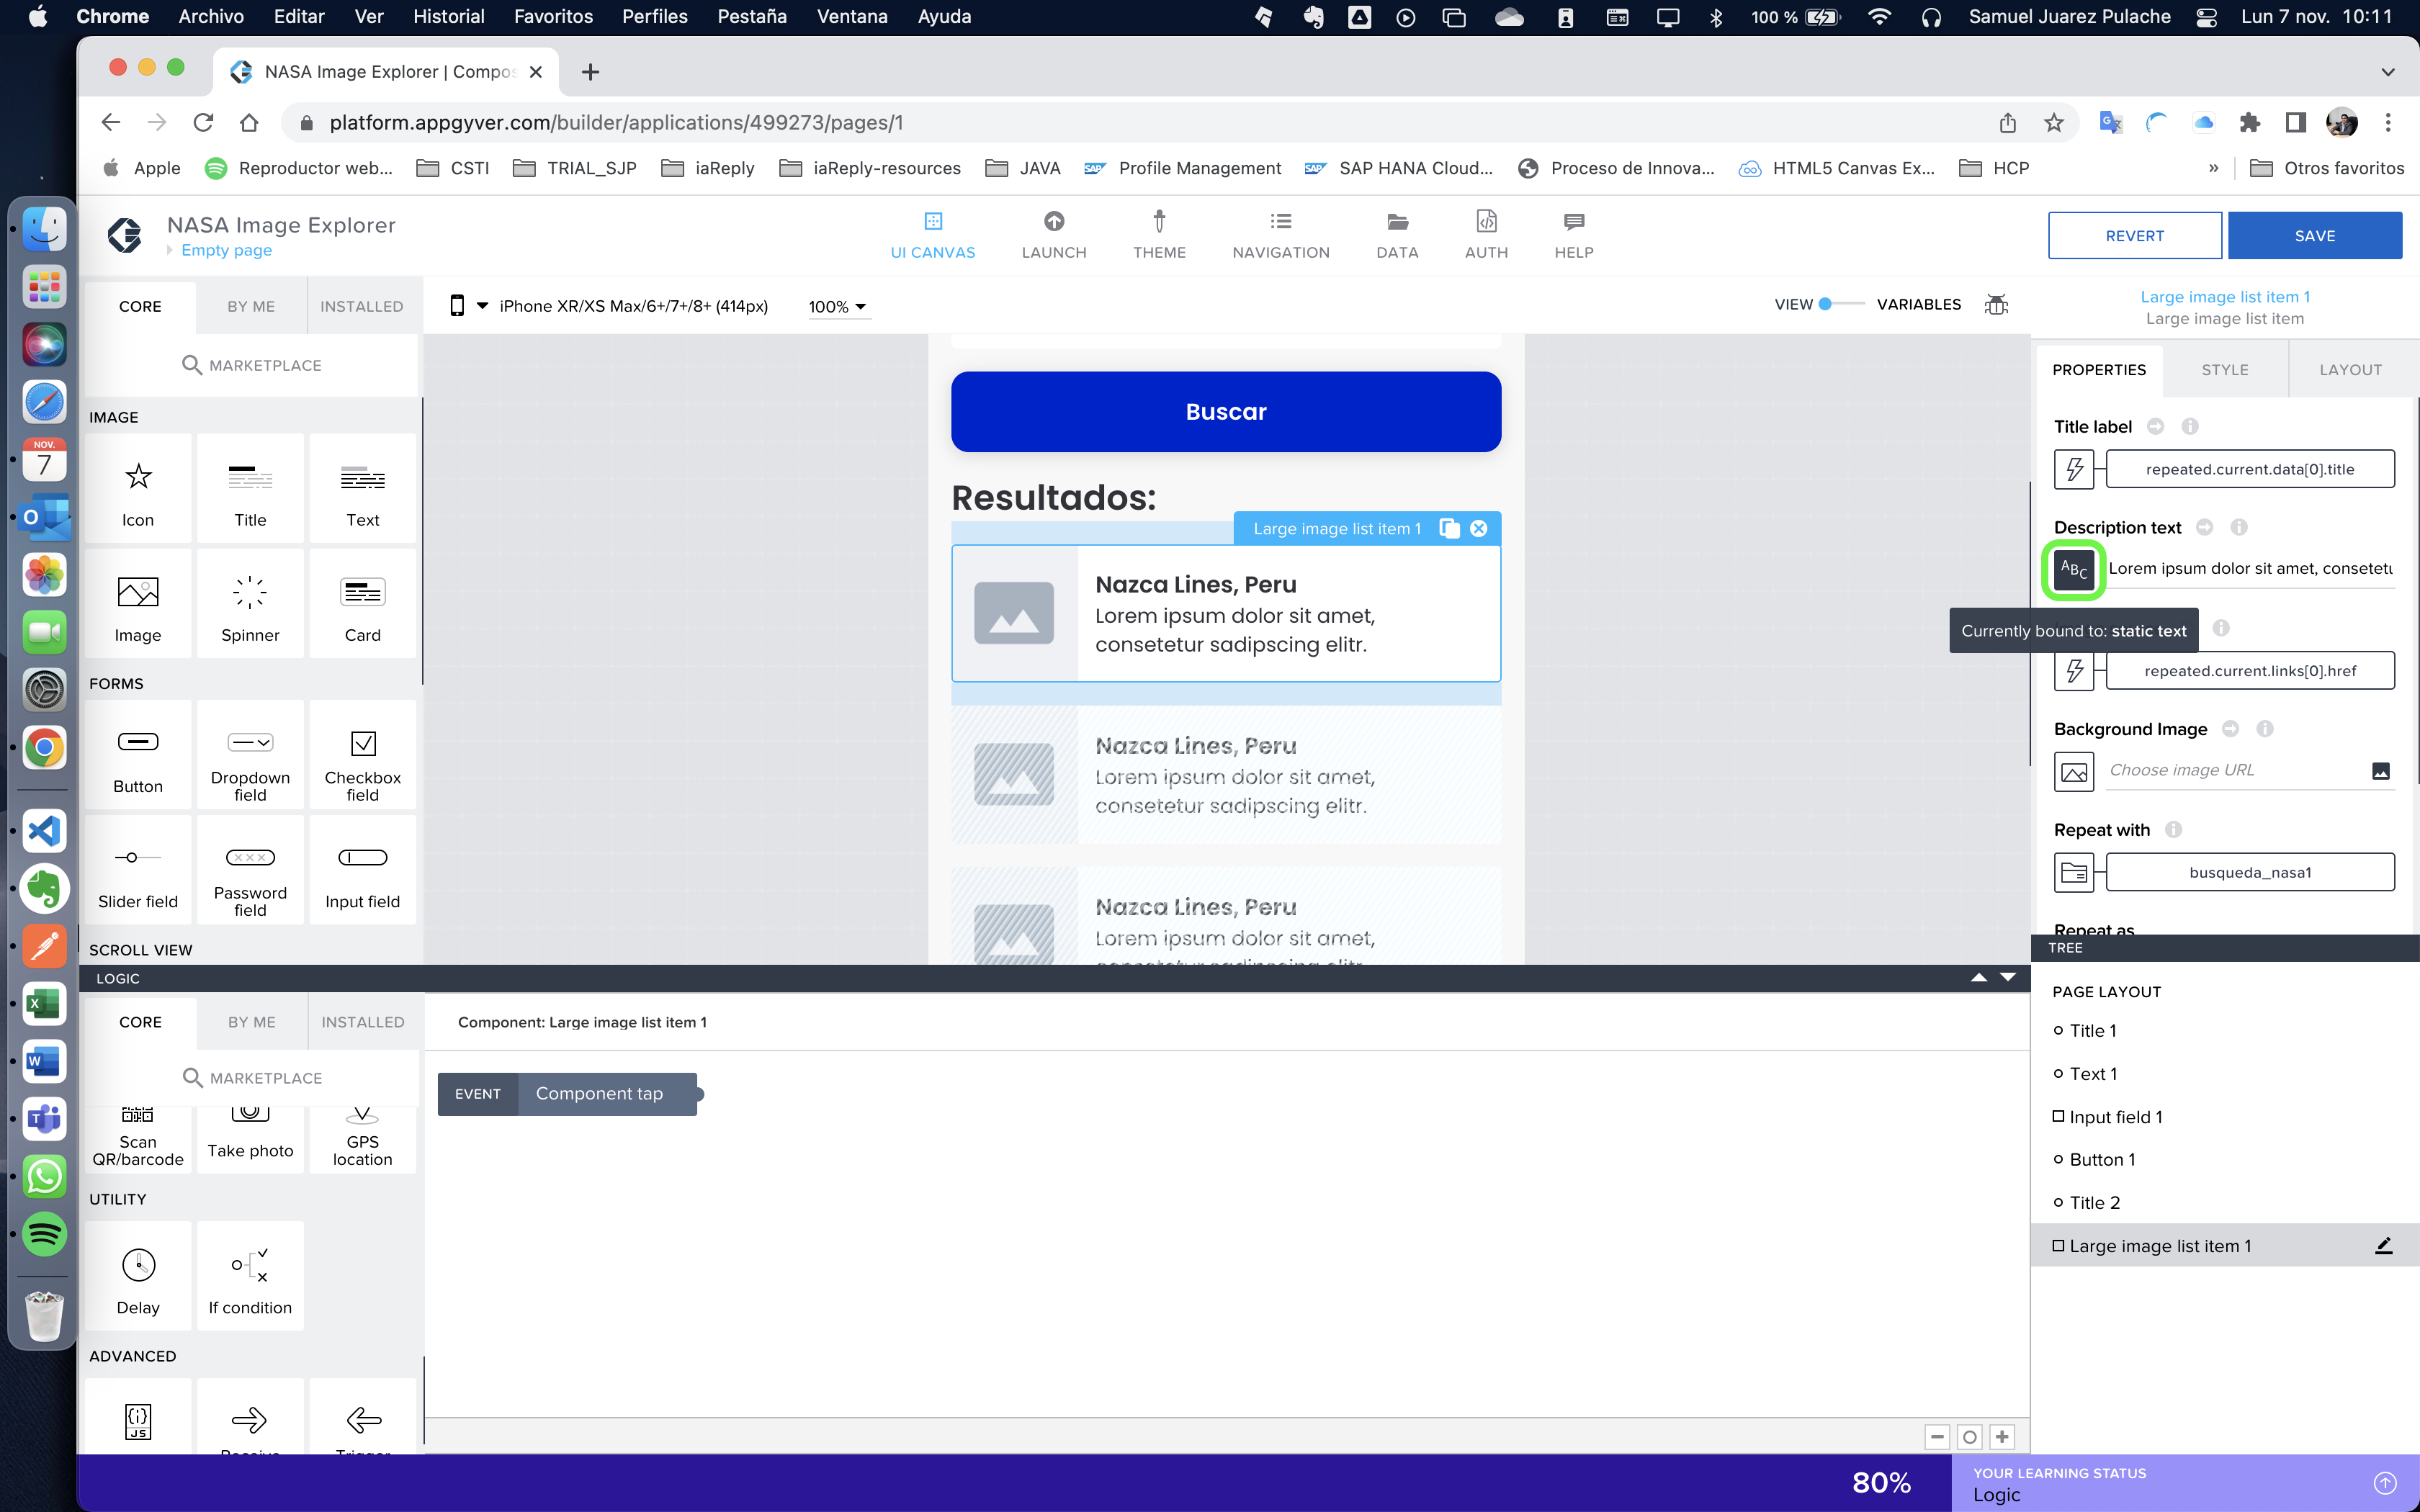 Chrome Archivo Editar Ver Historial Favoritos Perfiles Pestaña Ventana Ayuda 100 % Samuel Juarez Pulache Lun 7 nov. 10:11
NASA Image Explorer | Compos
platform.appgyver.com/builder/applications/499273/pages/1
Apple Reproductor web... CSTI TRIAL_SJP iaReply iaReply-resources JAVA SAP Profile Management SAP SAP HANA Cloud... Proceso de Innova... HTML5 Canvas Ex... HCP » Otros favoritos
NASA Image Explorer
Empty page
UI CANVAS LAUNCH THEME NAVIGATION DATA AUTH HELP
REVERT SAVE
CORE BY ME INSTALLED
iPhone XR/XS Max/6+/7+/8+ (414px) 100%
VIEW VARIABLES
Large image list item 1
Large image list item
MARKETPLACE
PROPERTIES STYLE LAYOUT
IMAGE
Icon Title Text
Image Spinner Card
FORMS
Button Dropdown field Checkbox field
Slider field Password field Input field
SCROLL VIEW
Buscar
Resultados:
Large image list item 1
Nazca Lines, Peru
Lorem ipsum dolor sit amet,
consetetur sadipscing elitr.
Nazca Lines, Peru
Lorem ipsum dolor sit amet,
consetetur sadipscing elitr.
Nazca Lines, Peru
Lorem ipsum dolor sit amet,
consetetur sadipscing elitr.
Title label
repeated.current.data[0].title
Description text
ABC Lorem ipsum dolor sit amet, consetetu
Currently bound to: static text
repeated.current.links[0].href
Background Image
Choose image URL
Repeat with
busqueda_nasa1
Repeat as
TREE
PAGE LAYOUT
Title 1
Text 1
Input field 1
Button 1
Title 2
Large image list item 1
LOGIC
CORE BY ME INSTALLED
Component: Large image list item 1
MARKETPLACE
EVENT Component tap
Scan QR/barcode Take photo GPS location
UTILITY
Delay If condition
ADVANCED
JS
Receive Trigger
NOV.
7
80%
YOUR LEARNING STATUS
Logic